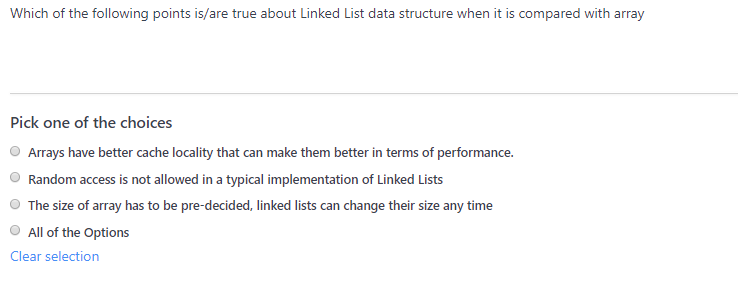 Which of the following points is/are true about Linked List data structure when it is compared with array
Pick one of the choices
Arrays have better cache locality that can make them better in terms of performance.
Random access is not allowed in a typical implementation of Linked Lists
The size of array has to be pre-decided, linked lists can change their size any time
All of the Options
Clear selection